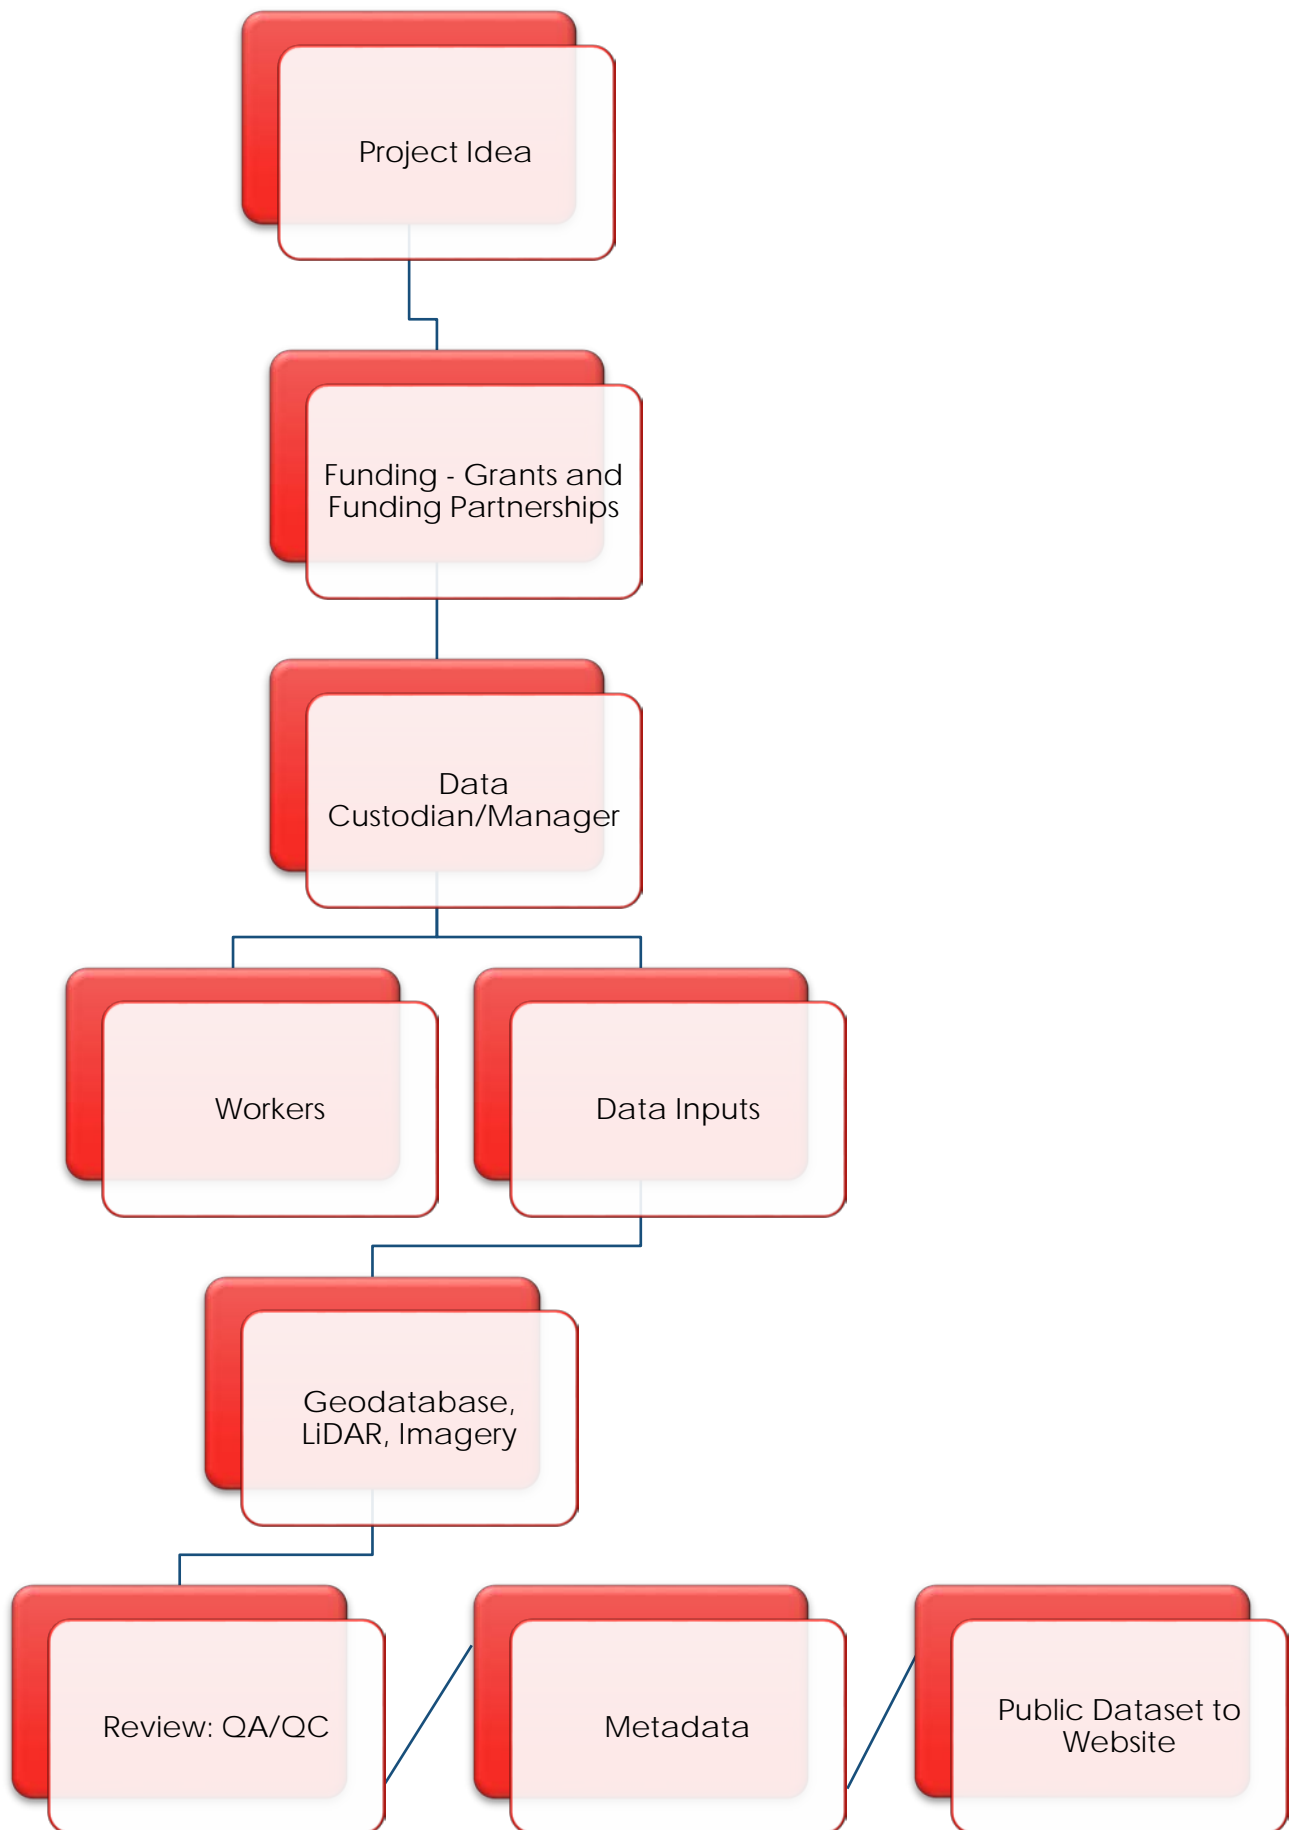 Project Idea
Funding - Grants and
Funding Partnerships
Data
Custodian/Manager
Workers
Data Inputs
Geodatabase,
LiDAR, Imagery
Review: QA/QC
Metadata
Public Dataset to
Website